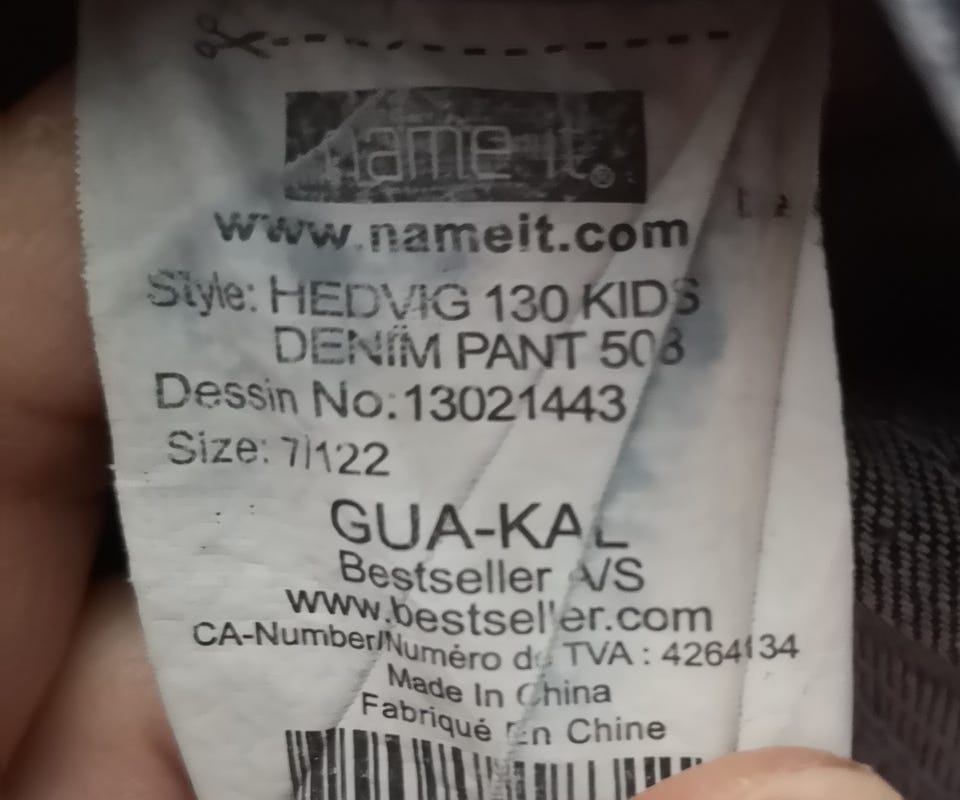 name it®
www.nameit.com
Style: HEDVIG 130 KIDS
DENIM PANT 508
Dessin No:13021443
Size: 7/122
GUA-KAL
Bestseller A/S
www.bestseller.com
CA-Number/Numéro de TVA : 4264134
Made In China
Fabriqué En Chine